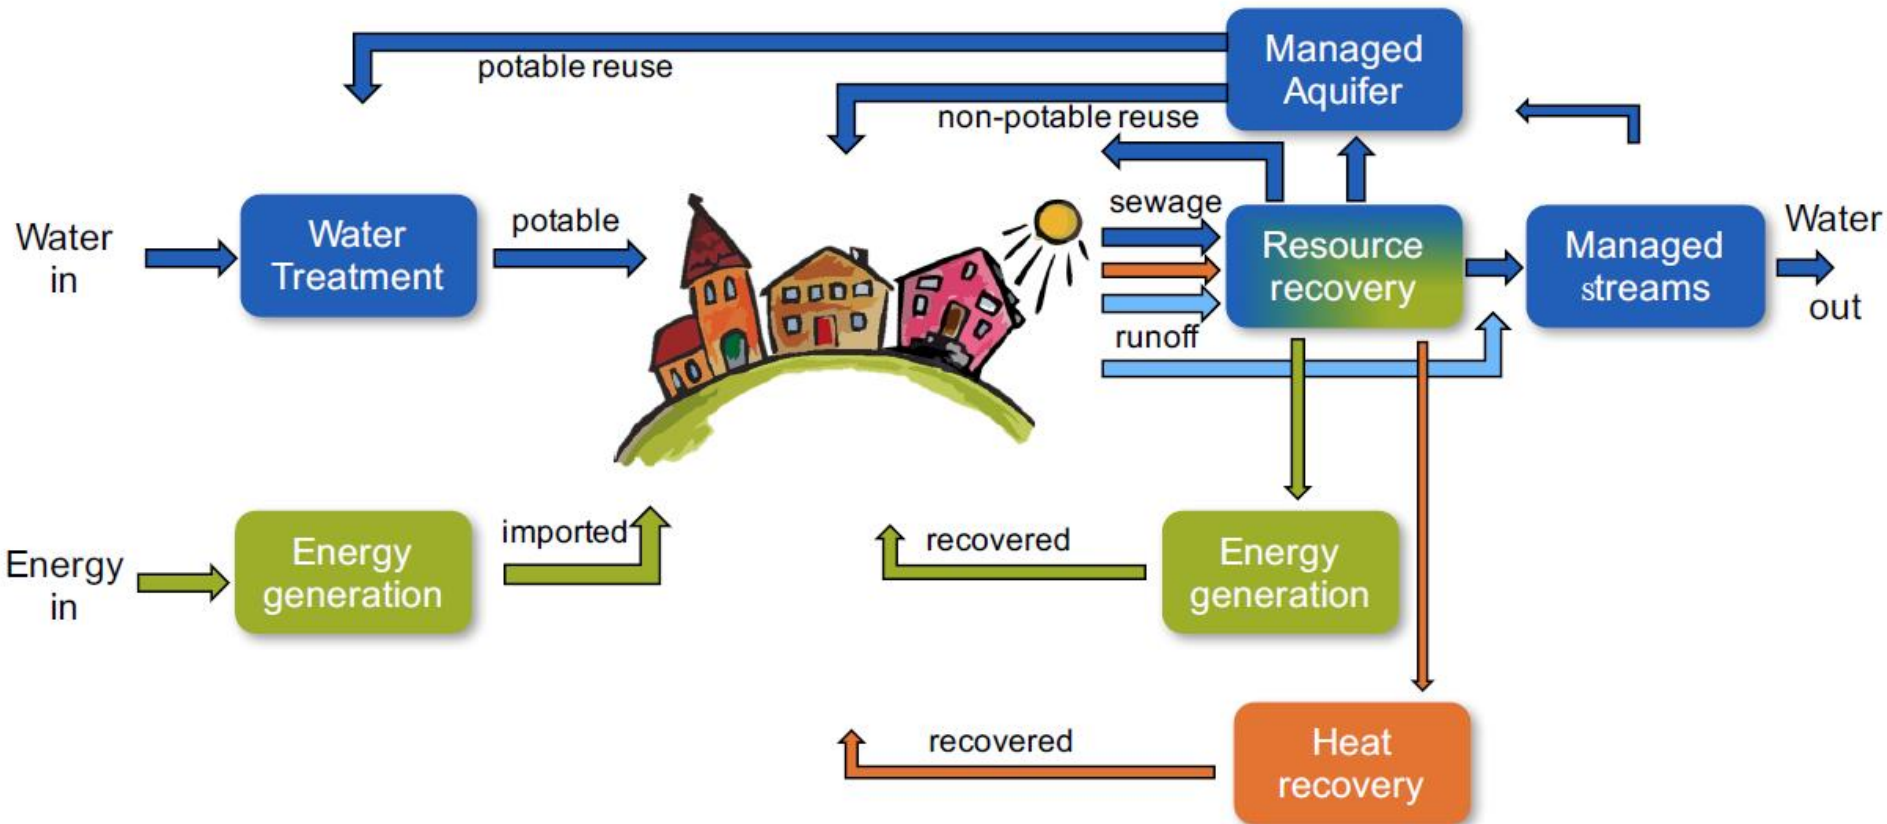 Managed
Aquifer
potable reuse
non-potable reuse
Water
in
Water
Treatment
potable
sewage
runoff
Resource
recovery
Managed
streams
Water
out
Energy
in
Energy
generation
imported
recovered
Energy
generation
recovered
Heat
recovery